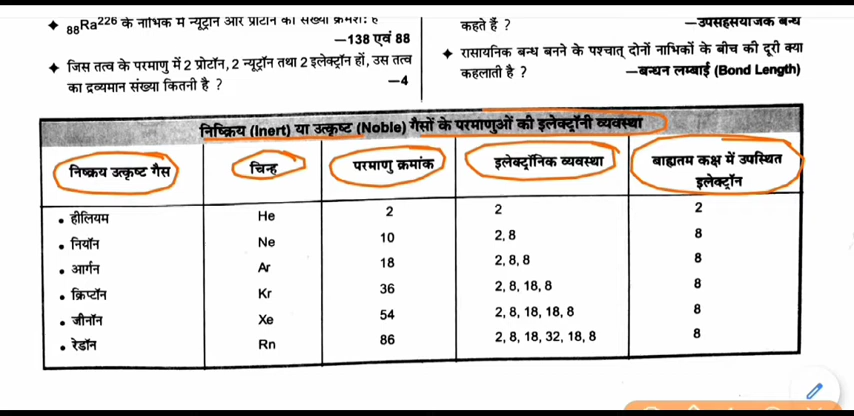 ₈₈Ra²²⁶ के नाभिक में न्यूट्रॉन और प्रोटॉन की संख्या क्रमशः है
—138 एवं 88
जिस तत्व के परमाणु में 2 प्रोटॉन, 2 न्यूट्रॉन तथा 2 इलेक्ट्रॉन हों, उस तत्व
का द्रव्यमान संख्या कितनी है ? —4
कहते हैं ? —उपसहसंयोजक बन्ध
रासायनिक बन्ध बनने के पश्चात् दोनों नाभिकों के बीच की दूरी क्या
कहलाती है ? —बन्धन लम्बाई (Bond Length)
निष्क्रिय (Inert) या उत्कृष्ट (Noble) गैसों के परमाणुओं की इलेक्ट्रॉनी व्यवस्था
निष्क्रय उत्कृष्ट गैस चिन्ह परमाणु क्रमांक इलेक्ट्रॉनिक व्यवस्था बाह्यतम कक्ष में उपस्थित
इलेक्ट्रॉन
• हीलियम He 2 2 2
• नियॉन Ne 10 2, 8 8
• आर्गन Ar 18 2, 8, 8 8
• क्रिप्टॉन Kr 36 2, 8, 18, 8 8
• जीनॉन Xe 54 2, 8, 18, 18, 8 8
• रेडॉन Rn 86 2, 8, 18, 32, 18, 8 8